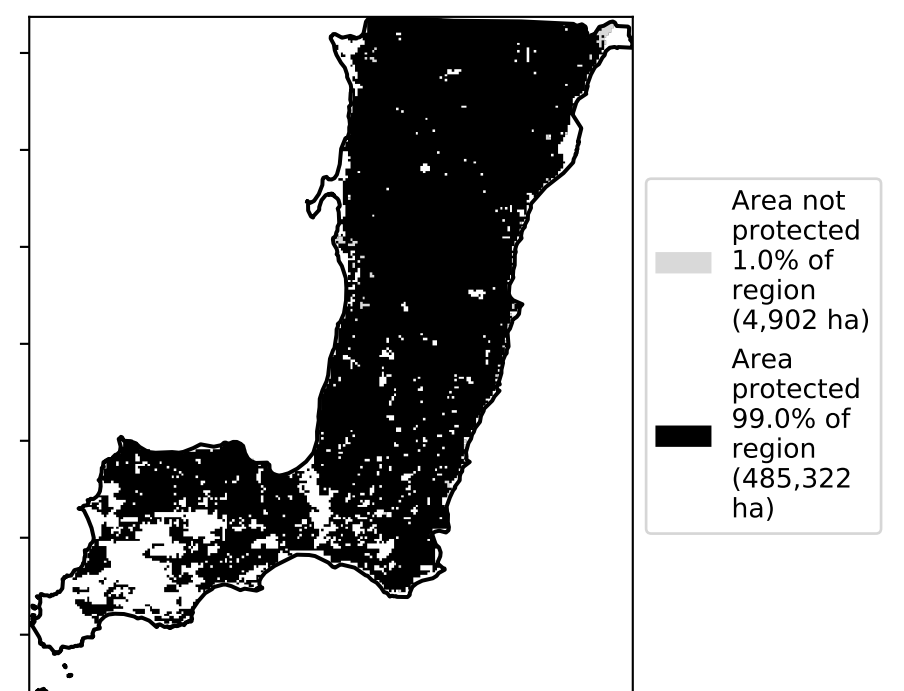 Area not
protected
1.0% of
region
(4,902 ha)
Area
protected
99.0% of
region
(485,322
ha)